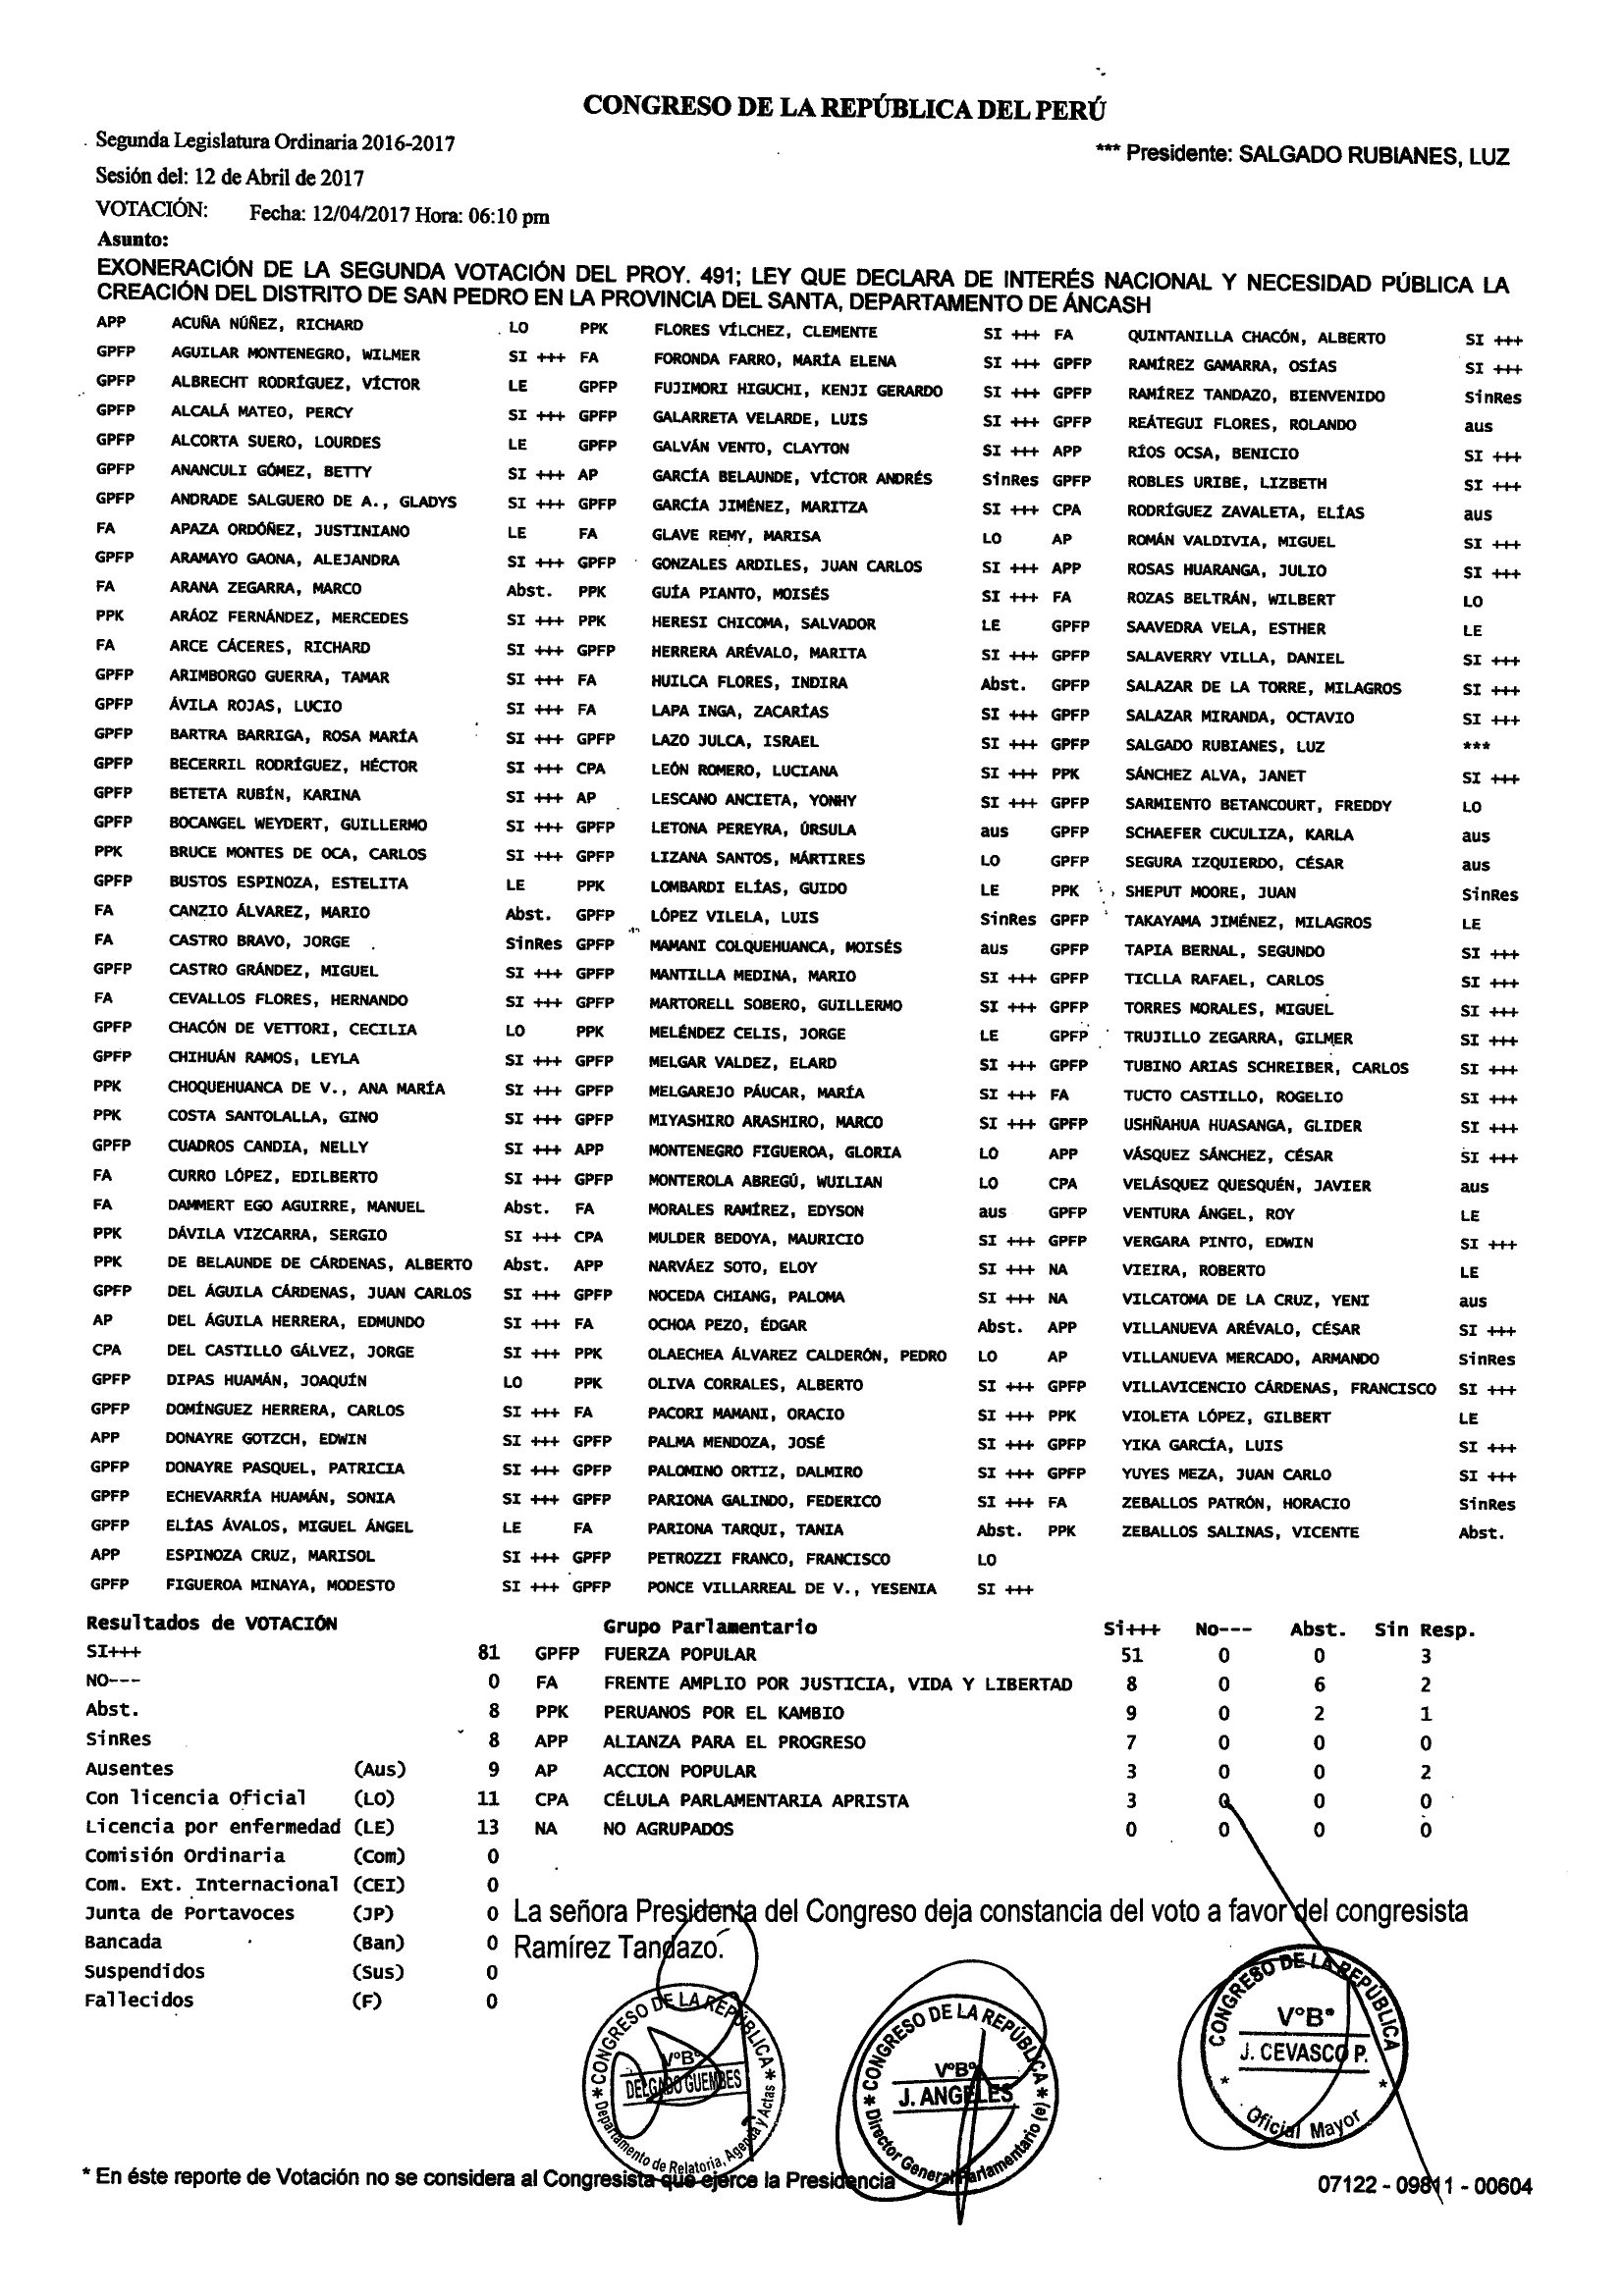 CONGRESO DE LA REPÚBLICA DEL PERÚ
Segunda Legislatura Ordinaria 2016-2017
*** Presidente: SALGADO RUBIANES, LUZ
Sesión del: 12 de Abril de 2017
VOTACIÓN: Fecha: 12/04/2017 Hora: 06:10 pm
Asunto:
EXONERACIÓN DE LA SEGUNDA VOTACIÓN DEL PROY. 491; LEY QUE DECLARA DE INTERÉS NACIONAL Y NECESIDAD PÚBLICA LA
CREACIÓN DEL DISTRITO DE SAN PEDRO EN LA PROVINCIA DEL SANTA, DEPARTAMENTO DE ÁNCASH
APP ACUÑA NÚÑEZ, RICHARD LO PPK FLORES VÍLCHEZ, CLEMENTE SI +++ FA QUINTANILLA CHACÓN, ALBERTO SI +++
GPFP AGUILAR MONTENEGRO, WILMER SI +++ FA FORONDA FARRO, MARÍA ELENA SI +++ GPFP RAMÍREZ GAMARRA, OSÍAS SI +++
GPFP ALBRECHT RODRÍGUEZ, VÍCTOR LE GPFP FUJIMORI HIGUCHI, KENJI GERARDO SI +++ GPFP RAMÍREZ TANDAZO, BIENVENIDO SinRes
GPFP ALCALÁ MATEO, PERCY SI +++ GPFP GALARRETA VELARDE, LUIS SI +++ GPFP REÁTEGUI FLORES, ROLANDO aus
GPFP ALCORTA SUERO, LOURDES LE GPFP GALVÁN VENTO, CLAYTON SI +++ APP RÍOS OCSA, BENICIO SI +++
GPFP ANANCULI GÓMEZ, BETTY SI +++ AP GARCÍA BELAUNDE, VÍCTOR ANDRÉS SinRes GPFP ROBLES URIBE, LIZBETH SI +++
GPFP ANDRADE SALGUERO DE A., GLADYS SI +++ GPFP GARCÍA JIMÉNEZ, MARITZA SI +++ CPA RODRÍGUEZ ZAVALETA, ELÍAS aus
FA APAZA ORDÓÑEZ, JUSTINIANO LE FA GLAVE REMY, MARISA LO AP ROMÁN VALDIVIA, MIGUEL SI +++
GPFP ARAMAYO GAONA, ALEJANDRA SI +++ GPFP GONZALES ARDILES, JUAN CARLOS SI +++ APP ROSAS HUARANGA, JULIO SI +++
FA ARANA ZEGARRA, MARCO Abst. PPK GUÍA PIANTO, MOISÉS SI +++ FA ROZAS BELTRÁN, WILBERT LO
PPK ARÁOZ FERNÁNDEZ, MERCEDES SI +++ PPK HERESI CHICOMA, SALVADOR LE GPFP SAAVEDRA VELA, ESTHER LE
FA ARCE CÁCERES, RICHARD SI +++ GPFP HERRERA ARÉVALO, MARITA SI +++ GPFP SALAVERRY VILLA, DANIEL SI +++
GPFP ARIMBORGO GUERRA, TAMAR SI +++ FA HUILCA FLORES, INDIRA Abst. GPFP SALAZAR DE LA TORRE, MILAGROS SI +++
GPFP ÁVILA ROJAS, LUCIO SI +++ FA LAPA INGA, ZACARÍAS SI +++ GPFP SALAZAR MIRANDA, OCTAVIO SI +++
GPFP BARTRA BARRIGA, ROSA MARÍA SI +++ GPFP LAZO JULCA, ISRAEL SI +++ GPFP SALGADO RUBIANES, LUZ ***
GPFP BECERRIL RODRÍGUEZ, HÉCTOR SI +++ CPA LEÓN ROMERO, LUCIANA SI +++ PPK SÁNCHEZ ALVA, JANET SI +++
GPFP BETETA RUBÍN, KARINA SI +++ AP LESCANO ANCIETA, YONHY SI +++ GPFP SARMIENTO BETANCOURT, FREDDY LO
GPFP BOCANGEL WEYDERT, GUILLERMO SI +++ GPFP LETONA PEREYRA, ÚRSULA aus GPFP SCHAEFER CUCULIZA, KARLA aus
PPK BRUCE MONTES DE OCA, CARLOS SI +++ GPFP LIZANA SANTOS, MÁRTIRES LO GPFP SEGURA IZQUIERDO, CÉSAR aus
GPFP BUSTOS ESPINOZA, ESTELITA LE PPK LOMBARDI ELÍAS, GUIDO LE PPK SHEPUT MOORE, JUAN SinRes
FA CANZIO ÁLVAREZ, MARIO Abst. GPFP LÓPEZ VILELA, LUIS SinRes GPFP TAKAYAMA JIMÉNEZ, MILAGROS LE
FA CASTRO BRAVO, JORGE SinRes GPFP MAMANI COLQUEHUANCA, MOISÉS aus GPFP TAPIA BERNAL, SEGUNDO SI +++
GPFP CASTRO GRÁNDEZ, MIGUEL SI +++ GPFP MANTILLA MEDINA, MARIO SI +++ GPFP TICLLA RAFAEL, CARLOS SI +++
FA CEVALLOS FLORES, HERNANDO SI +++ GPFP MARTORELL SOBERO, GUILLERMO SI +++ GPFP TORRES MORALES, MIGUEL SI +++
GPFP CHACÓN DE VETTORI, CECILIA LO PPK MELÉNDEZ CELIS, JORGE LE GPFP TRUJILLO ZEGARRA, GILMER SI +++
GPFP CHIHUÁN RAMOS, LEYLA SI +++ GPFP MELGAR VALDEZ, ELARD SI +++ GPFP TUBINO ARIAS SCHREIBER, CARLOS SI +++
PPK CHOQUEHUANCA DE V., ANA MARÍA SI +++ GPFP MELGAREJO PÁUCAR, MARÍA SI +++ FA TUCTO CASTILLO, ROGELIO SI +++
PPK COSTA SANTOLALLA, GINO SI +++ GPFP MIYASHIRO ARASHIRO, MARCO SI +++ GPFP USHÑAHUA HUASANGA, GLIDER SI +++
GPFP CUADROS CANDIA, NELLY SI +++ APP MONTENEGRO FIGUEROA, GLORIA LO APP VÁSQUEZ SÁNCHEZ, CÉSAR SI +++
FA CURRO LÓPEZ, EDILBERTO SI +++ GPFP MONTEROLA ABREGÚ, WUILIAN LO CPA VELÁSQUEZ QUESQUÉN, JAVIER aus
FA DAMMERT EGO AGUIRRE, MANUEL Abst. FA MORALES RAMÍREZ, EDYSON aus GPFP VENTURA ÁNGEL, ROY LE
PPK DÁVILA VIZCARRA, SERGIO SI +++ CPA MULDER BEDOYA, MAURICIO SI +++ GPFP VERGARA PINTO, EDWIN SI +++
PPK DE BELAUNDE DE CÁRDENAS, ALBERTO Abst. APP NARVÁEZ SOTO, ELOY SI +++ NA VIEIRA, ROBERTO LE
GPFP DEL ÁGUILA CÁRDENAS, JUAN CARLOS SI +++ GPFP NOCEDA CHIANG, PALOMA SI +++ NA VILCATOMA DE LA CRUZ, YENI aus
AP DEL ÁGUILA HERRERA, EDMUNDO SI +++ FA OCHOA PEZO, ÉDGAR Abst. APP VILLANUEVA ARÉVALO, CÉSAR SI +++
CPA DEL CASTILLO GÁLVEZ, JORGE SI +++ PPK OLAECHEA ÁLVAREZ CALDERÓN, PEDRO LO AP VILLANUEVA MERCADO, ARMANDO SinRes
GPFP DIPAS HUAMÁN, JOAQUÍN LO PPK OLIVA CORRALES, ALBERTO SI +++ GPFP VILLAVICENCIO CÁRDENAS, FRANCISCO SI +++
GPFP DOMÍNGUEZ HERRERA, CARLOS SI +++ FA PACORI MAMANI, ORACIO SI +++ PPK VIOLETA LÓPEZ, GILBERT LE
APP DONAYRE GOTZCH, EDWIN SI +++ GPFP PALMA MENDOZA, JOSÉ SI +++ GPFP YIKA GARCÍA, LUIS SI +++
GPFP DONAYRE PASQUEL, PATRICIA SI +++ GPFP PALOMINO ORTIZ, DALMIRO SI +++ GPFP YUYES MEZA, JUAN CARLO SI +++
GPFP ECHEVARRÍA HUAMÁN, SONIA SI +++ GPFP PARIONA GALINDO, FEDERICO SI +++ FA ZEBALLOS PATRÓN, HORACIO SinRes
GPFP ELÍAS ÁVALOS, MIGUEL ÁNGEL LE FA PARIONA TARQUI, TANIA Abst. PPK ZEBALLOS SALINAS, VICENTE Abst.
APP ESPINOZA CRUZ, MARISOL SI +++ GPFP PETROZZI FRANCO, FRANCISCO LO
GPFP FIGUEROA MINAYA, MODESTO SI +++ GPFP PONCE VILLARREAL DE V., YESENIA SI +++
Resultados de VOTACIÓN Grupo Parlamentario Si+++ No--- Abst. Sin Resp.
SI+++ 81 GPFP FUERZA POPULAR 51 0 0 3
NO--- 0 FA FRENTE AMPLIO POR JUSTICIA, VIDA Y LIBERTAD 8 0 6 2
Abst. 8 PPK PERUANOS POR EL KAMBIO 9 0 2 1
SinRes 8 APP ALIANZA PARA EL PROGRESO 7 0 0 0
Ausentes (Aus) 9 AP ACCION POPULAR 3 0 0 2
Con licencia Oficial (LO) 11 CPA CÉLULA PARLAMENTARIA APRISTA 3 0 0 0
Licencia por enfermedad (LE) 13 NA NO AGRUPADOS 0 0 0 0
Comisión Ordinaria (Com) 0
Com. Ext. Internacional (CEI) 0
Junta de Portavoces (JP) 0
Bancada (Ban) 0
Suspendidos (Sus) 0
Fallecidos (F) 0
La señora Presidenta del Congreso deja constancia del voto a favor del congresista
Ramírez Tandazo.
* CONGRESO DE LA REPÚBLICA *
V°B°
DELGADO GUEMBES
Departamento de Relatoría, Agenda y Actas
* CONGRESO DE LA REPÚBLICA *
V°B°
J. ANGELES
Director General Parlamentario (e)
CONGRESO DE LA REPÚBLICA
V°B°
J. CEVASCO P.
* Oficial Mayor *
* En éste reporte de Votación no se considera al Congresista que ejerce la Presidencia
07122 - 09811 - 00604